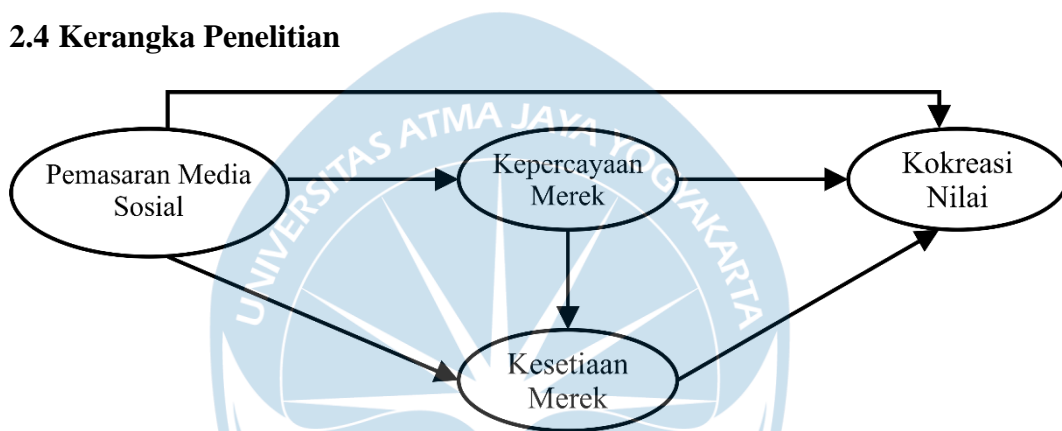 2.4 Kerangka Penelitian
UNIVERSITAS ATMA JAYA YOGYAKARTA
Pemasaran Media
Sosial
Kepercayaan
Merek
Kokreasi
Nilai
Kesetiaan
Merek